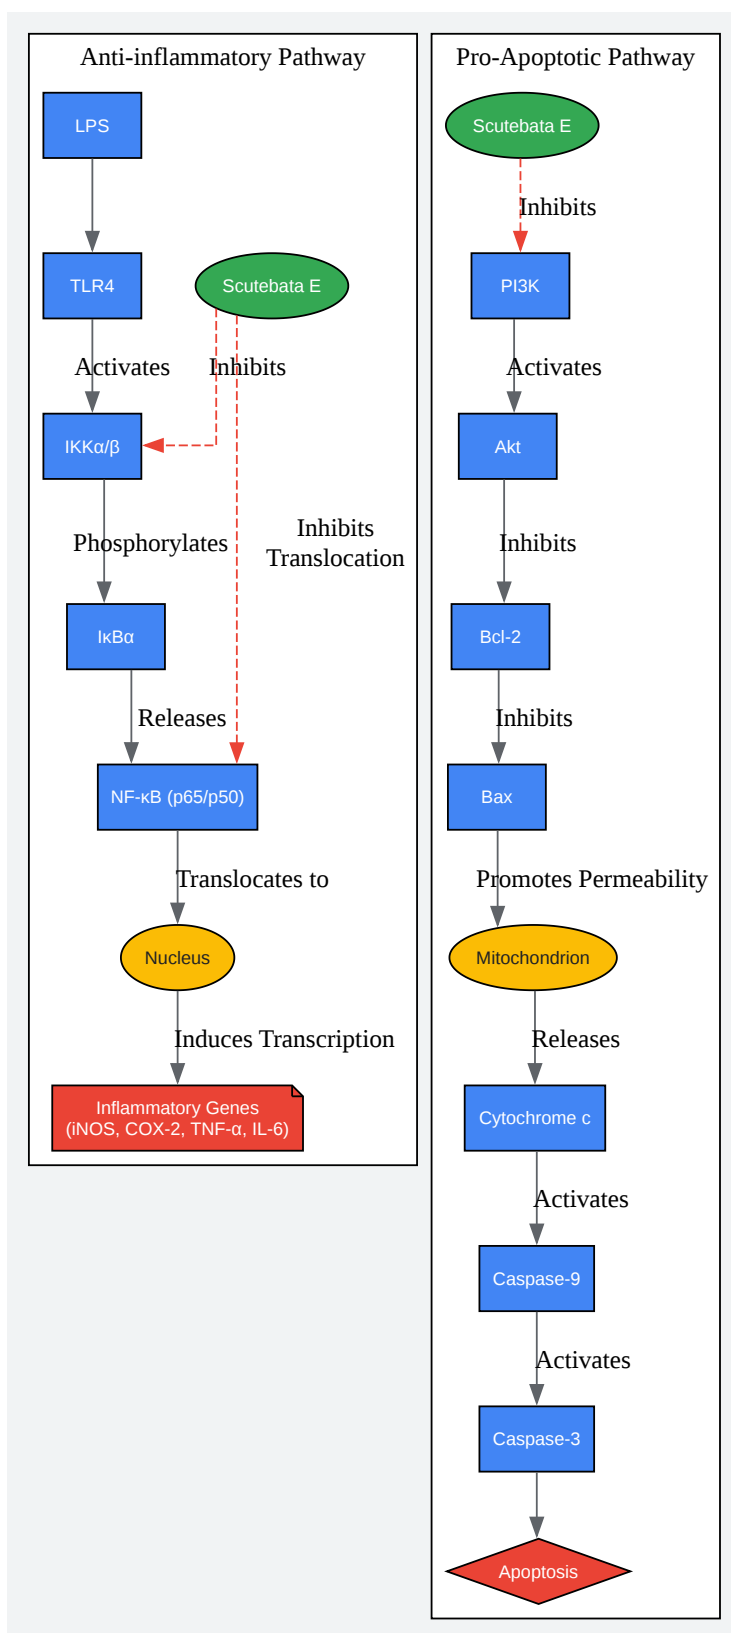 Anti-inflammatory Pathway
LPS
TLR4
Scutebata E
Activates
Inhibits
IKKα/β
Phosphorylates
Inhibits
Translocation
IκBα
Releases
NF-κB (p65/p50)
Translocates to
Nucleus
Induces Transcription
Inflammatory Genes
(iNOS, COX-2, TNF-α, IL-6)
Pro-Apoptotic Pathway
Scutebata E
Inhibits
PI3K
Activates
Akt
Inhibits
Bcl-2
Inhibits
Bax
Promotes Permeability
Mitochondrion
Releases
Cytochrome c
Activates
Caspase-9
Activates
Caspase-3
Apoptosis